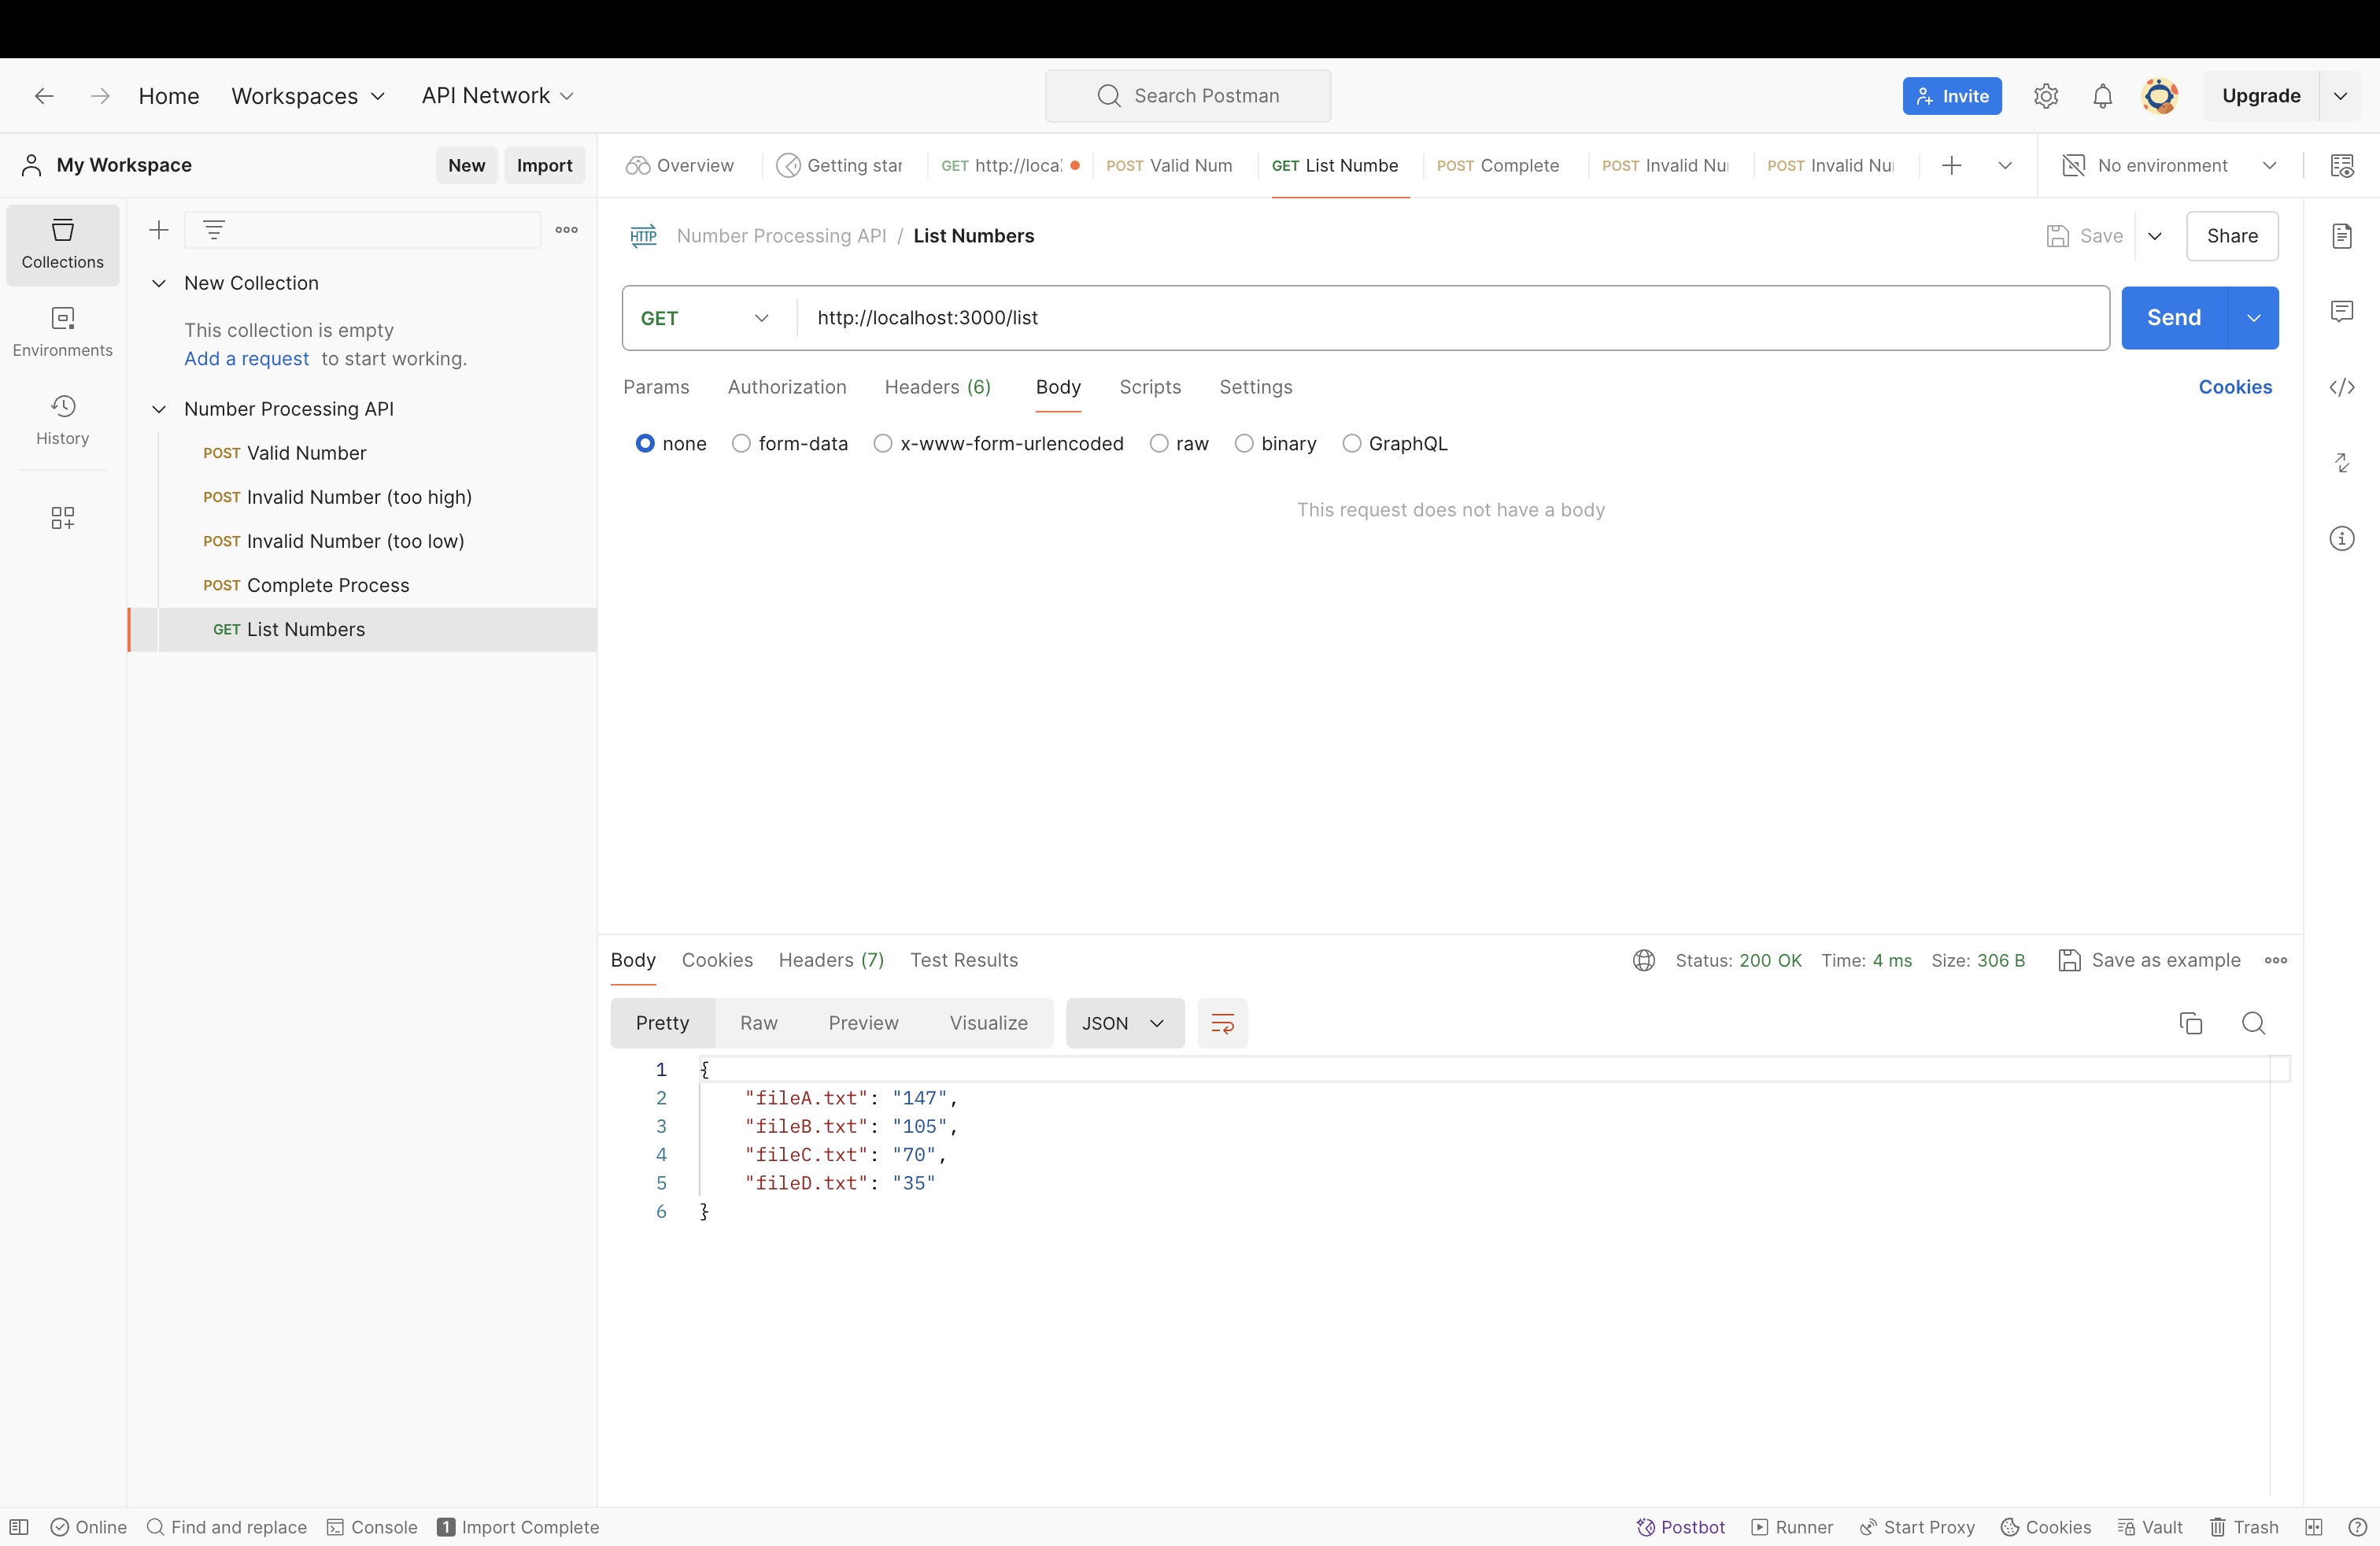 Home Workspaces API Network Search Postman Invite Upgrade
My Workspace New Import Overview Getting star GET http://local POST Valid Num GET List Numbe POST Complete POST Invalid Nu POST Invalid Nu No environment
Collections
Environments
History
New Collection
This collection is empty
Add a request to start working.
Number Processing API
POST Valid Number
POST Invalid Number (too high)
POST Invalid Number (too low)
POST Complete Process
GET List Numbers
HTTP Number Processing API / List Numbers Save Share
GET http://localhost:3000/list Send
Params Authorization Headers (6) Body Scripts Settings Cookies
none form-data x-www-form-urlencoded raw binary GraphQL
This request does not have a body
Body Cookies Headers (7) Test Results Status: 200 OK Time: 4 ms Size: 306 B Save as example
Pretty Raw Preview Visualize JSON
1 {
2 "fileA.txt": "147",
3 "fileB.txt": "105",
4 "fileC.txt": "70",
5 "fileD.txt": "35"
6 }
Online Find and replace Console 1 Import Complete Postbot Runner Start Proxy Cookies Vault Trash